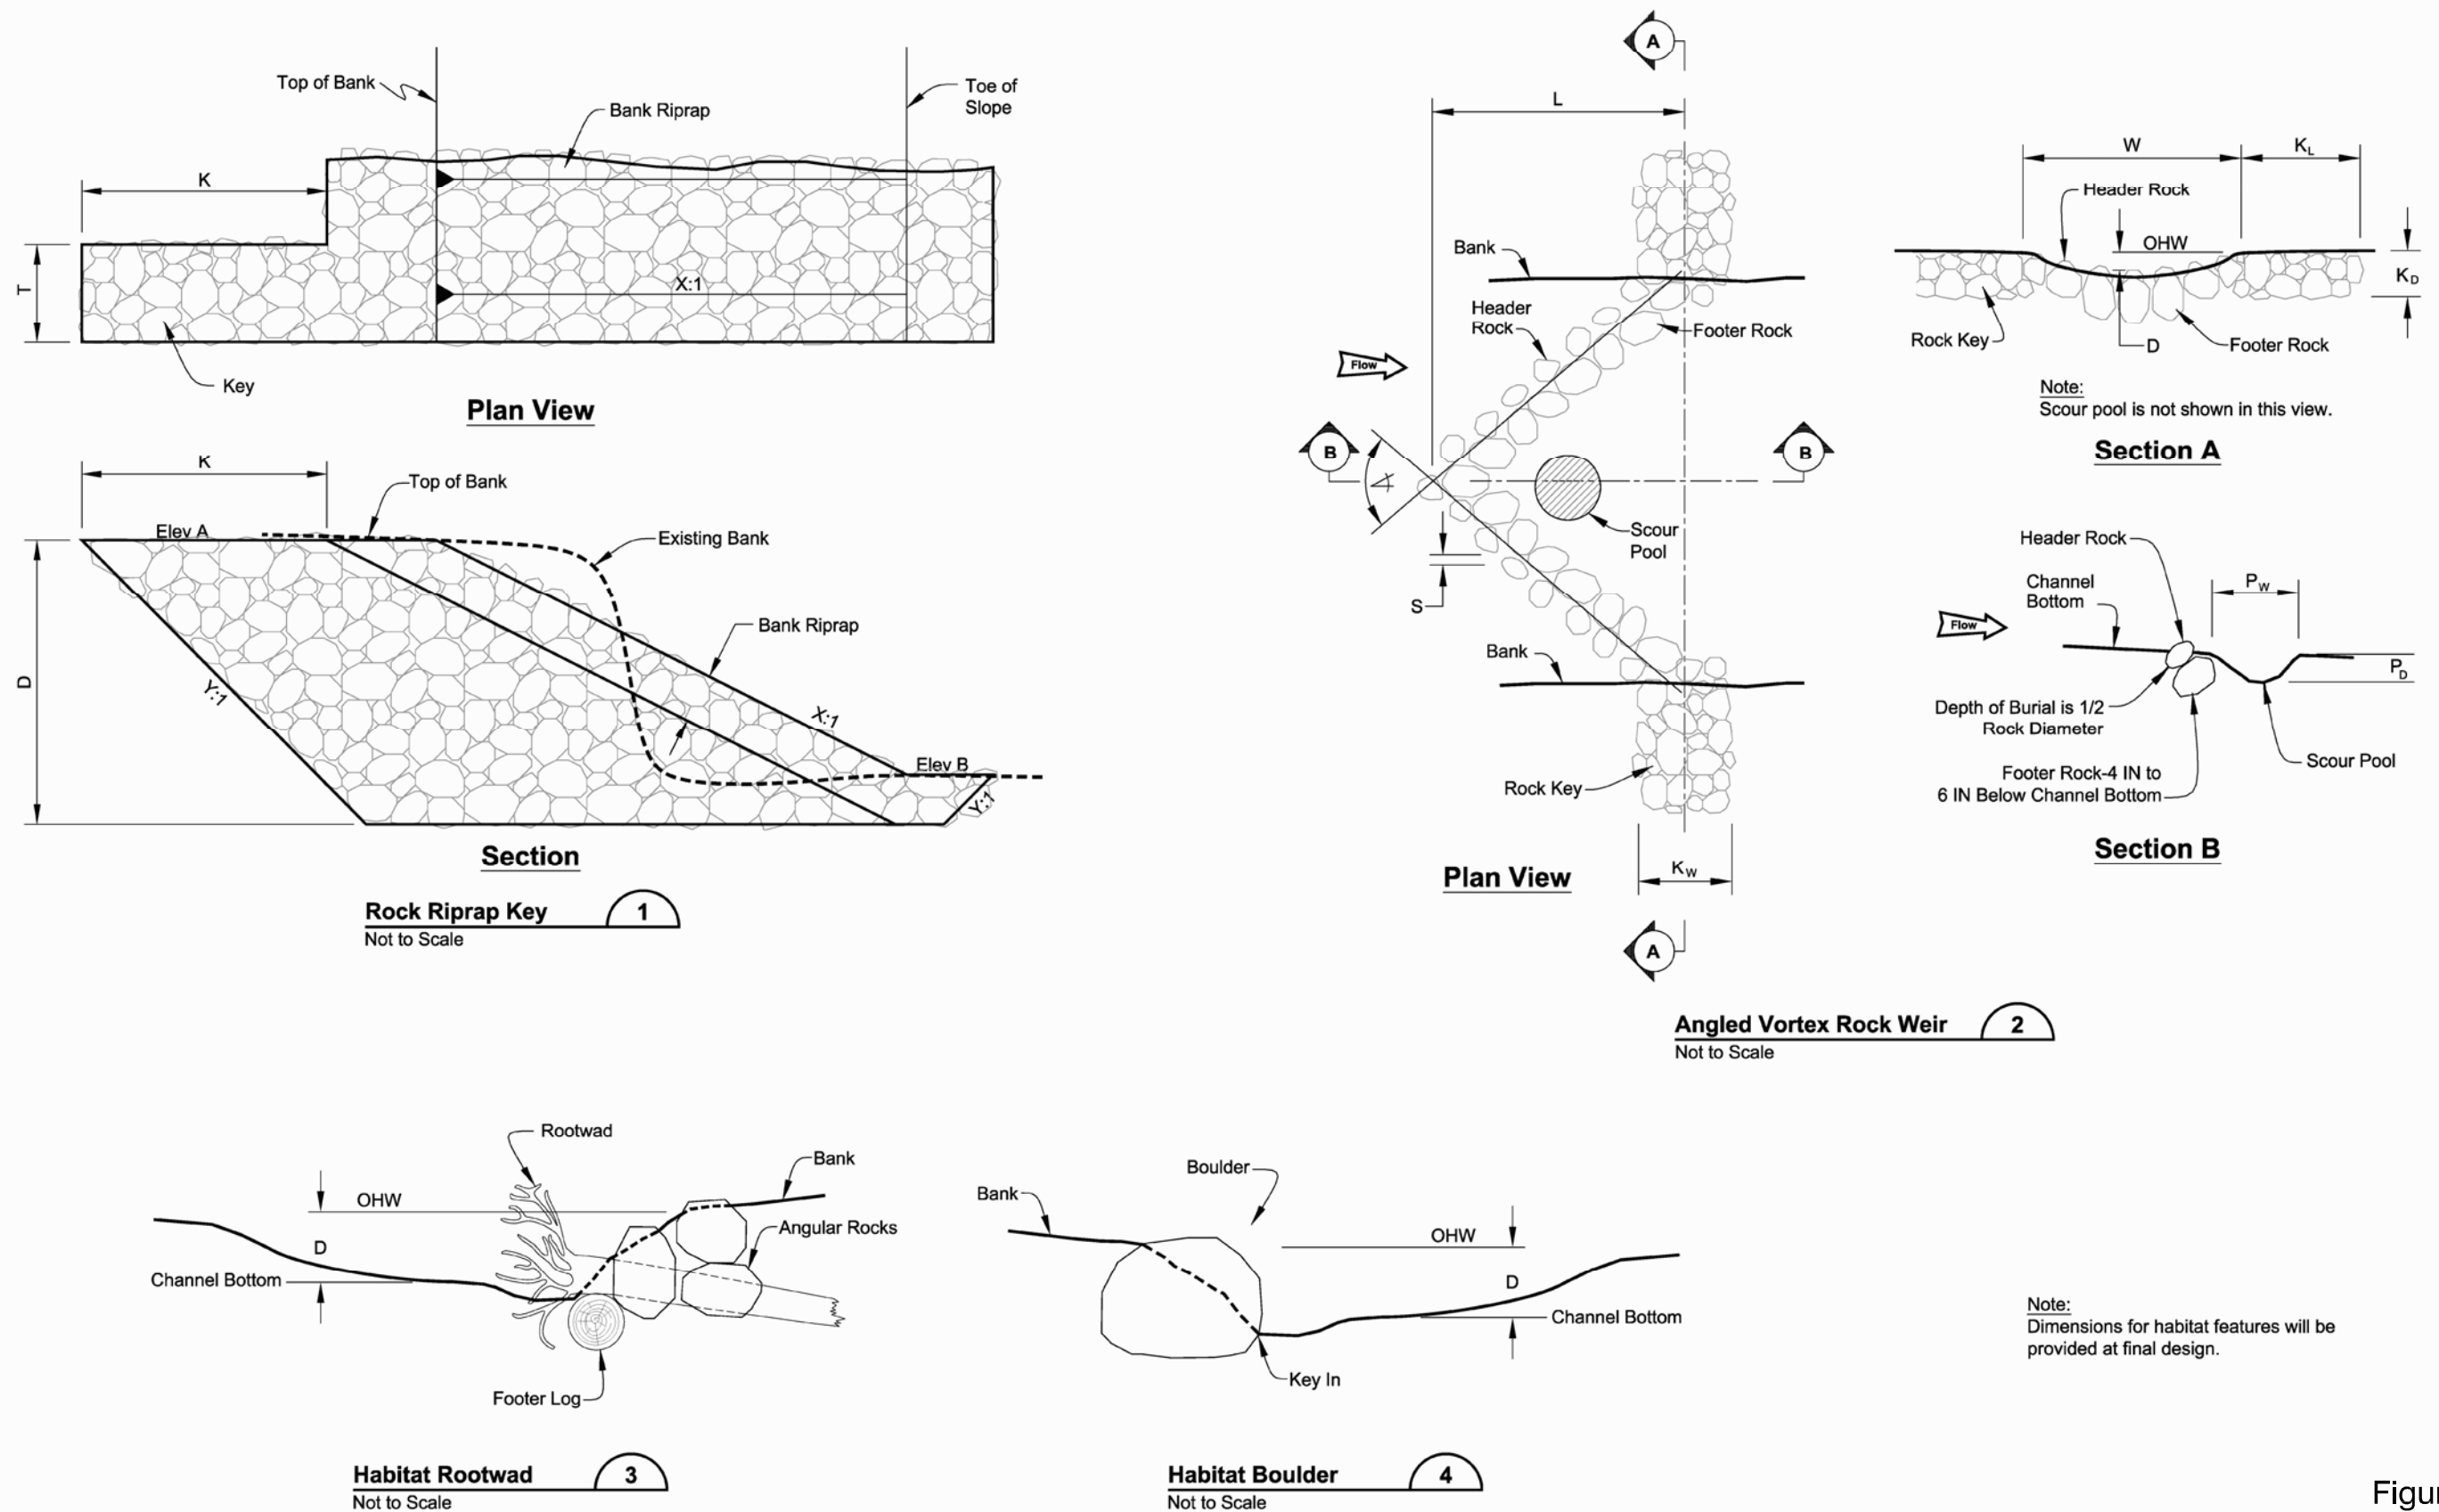 Top of Bank
Toe of
Slope
Bank Riprap
K
T
X:1
Key
Plan View
K
Top of Bank
Elev A
Existing Bank
Bank Riprap
D
Y:1
X:1
Elev B
Y:1
Section
Rock Riprap Key
1
Not to Scale
A
L
Bank
Header
Rock
Footer Rock
Flow
B
B
Scour
Pool
S
Bank
Rock Key
Plan View
KW
A
W
KL
Header Rock
OHW
KD
Rock Key
D
Footer Rock
Note:
Scour pool is not shown in this view.
Section A
Header Rock
Channel
Bottom
PW
Flow
PD
Depth of Burial is 1/2
Rock Diameter
Scour Pool
Footer Rock-4 IN to
6 IN Below Channel Bottom
Section B
Angled Vortex Rock Weir
2
Not to Scale
Rootwad
Bank
OHW
Angular Rocks
D
Channel Bottom
Footer Log
Habitat Rootwad
3
Not to Scale
Boulder
Bank
OHW
D
Channel Bottom
Key In
Habitat Boulder
4
Not to Scale
Note:
Dimensions for habitat features will be
provided at final design.
Figur